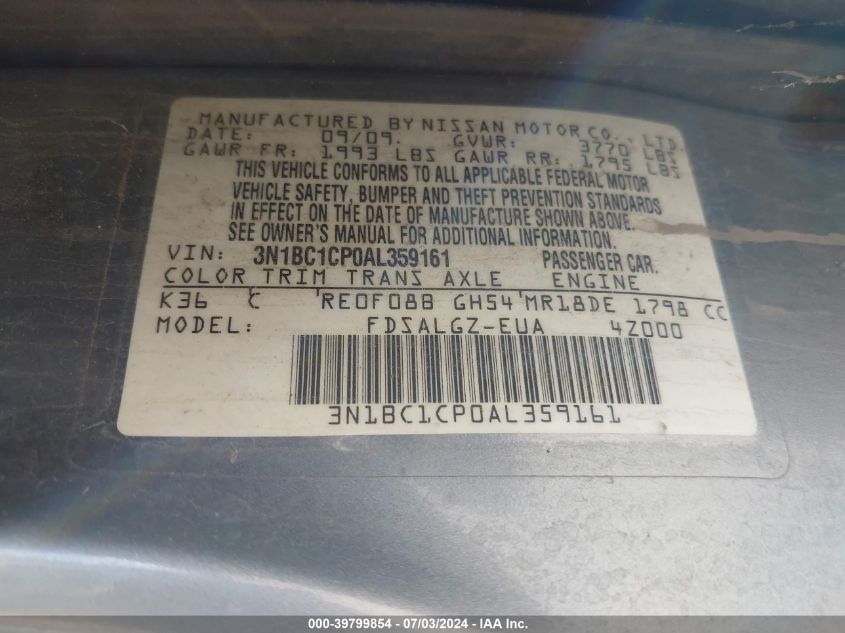 MANUFACTURED BY NISSAN MOTOR CO., LTD.
DATE: 09/09. GVWR: 3770 LBS
GAWR FR: 1993 LBS GAWR RR: 1795 LBS
THIS VEHICLE CONFORMS TO ALL APPLICABLE FEDERAL MOTOR
VEHICLE SAFETY, BUMPER AND THEFT PREVENTION STANDARDS
IN EFFECT ON THE DATE OF MANUFACTURE SHOWN ABOVE.
SEE OWNER'S MANUAL FOR ADDITIONAL INFORMATION.
VIN: 3N1BC1CP0AL359161 PASSENGER CAR.
COLOR TRIM TRANS AXLE ENGINE
K36 C 'RE0F08B GH54'MR18DE 1798 CC
MODEL: FDSALGZ-EUA 4Z000
3N1BC1CP0AL359161
000-39799854 / 07/03/2024 - IAA Inc.